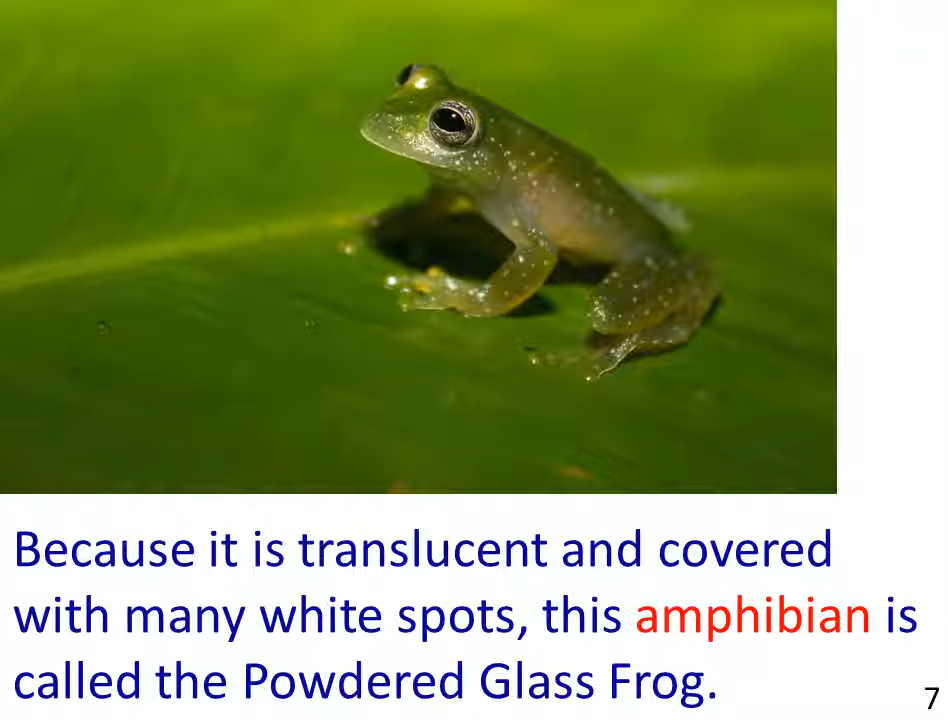 Because it is translucent and covered
with many white spots, this amphibian is
called the Powdered Glass Frog.
7